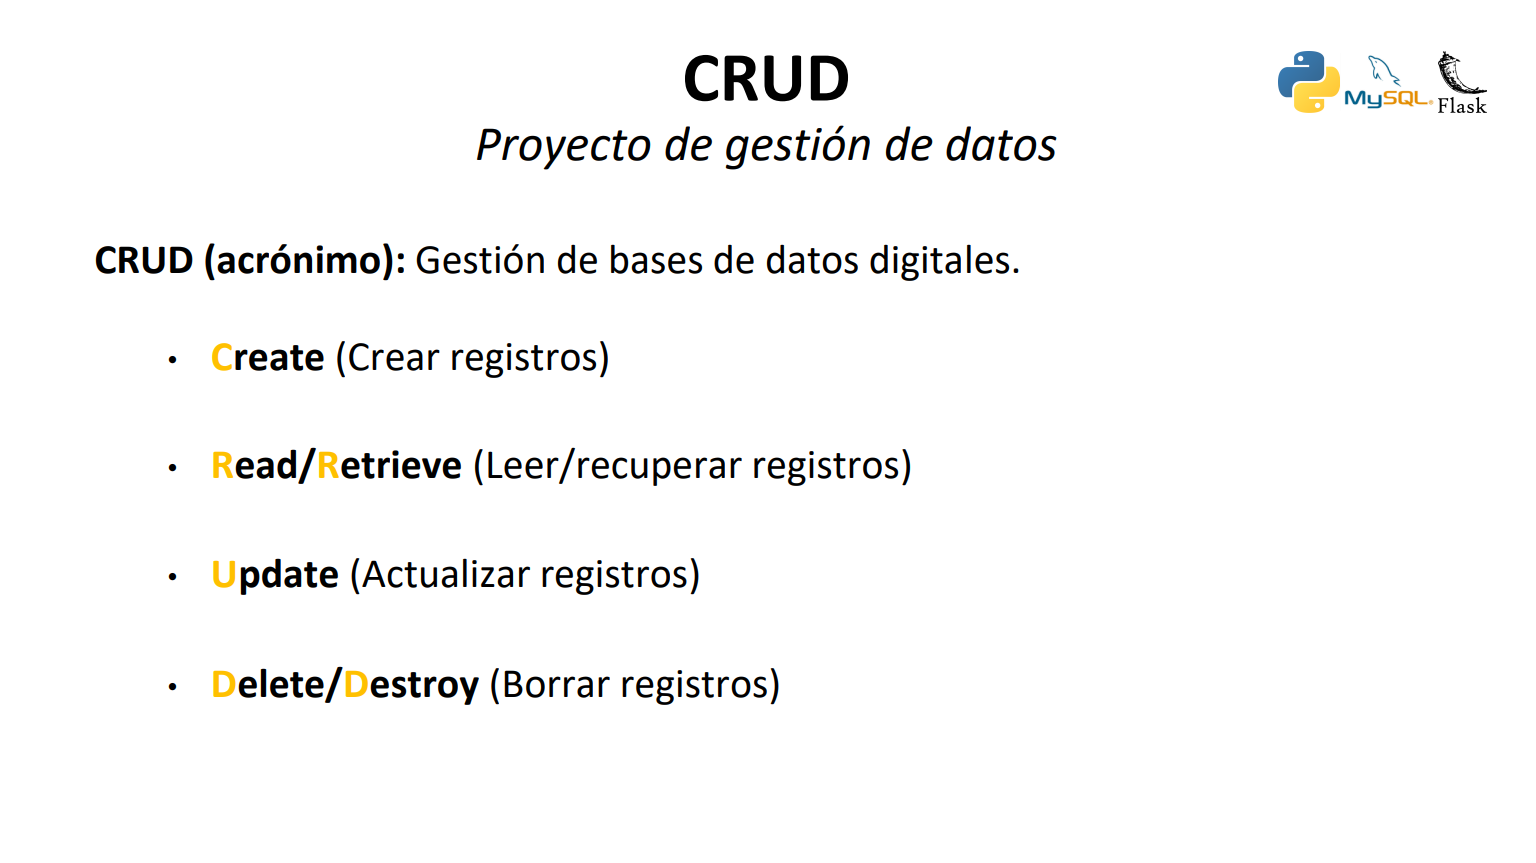 CRUD
Proyecto de gestión de datos
MySQL®
Flask
CRUD (acrónimo): Gestión de bases de datos digitales.
• Create (Crear registros)
• Read/Retrieve (Leer/recuperar registros)
• Update (Actualizar registros)
• Delete/Destroy (Borrar registros)